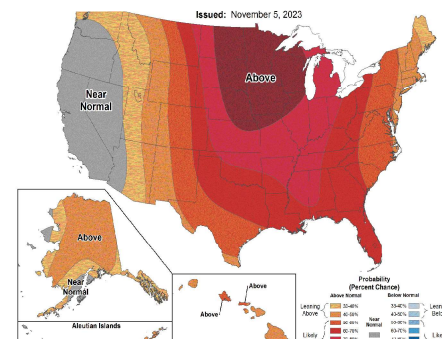 Issued: November 5, 2023
Above
Near
Normal
Above
Near
Normal
Aleutian Islands
Above
Above
Probability
(Percent Change)
Above Normal
Below Normal
Leaning
Above
33-40%
40-50%
50-60%
60-70%
Likely
Near
Normal
33-40%
40-50%
50-60%
60-70%